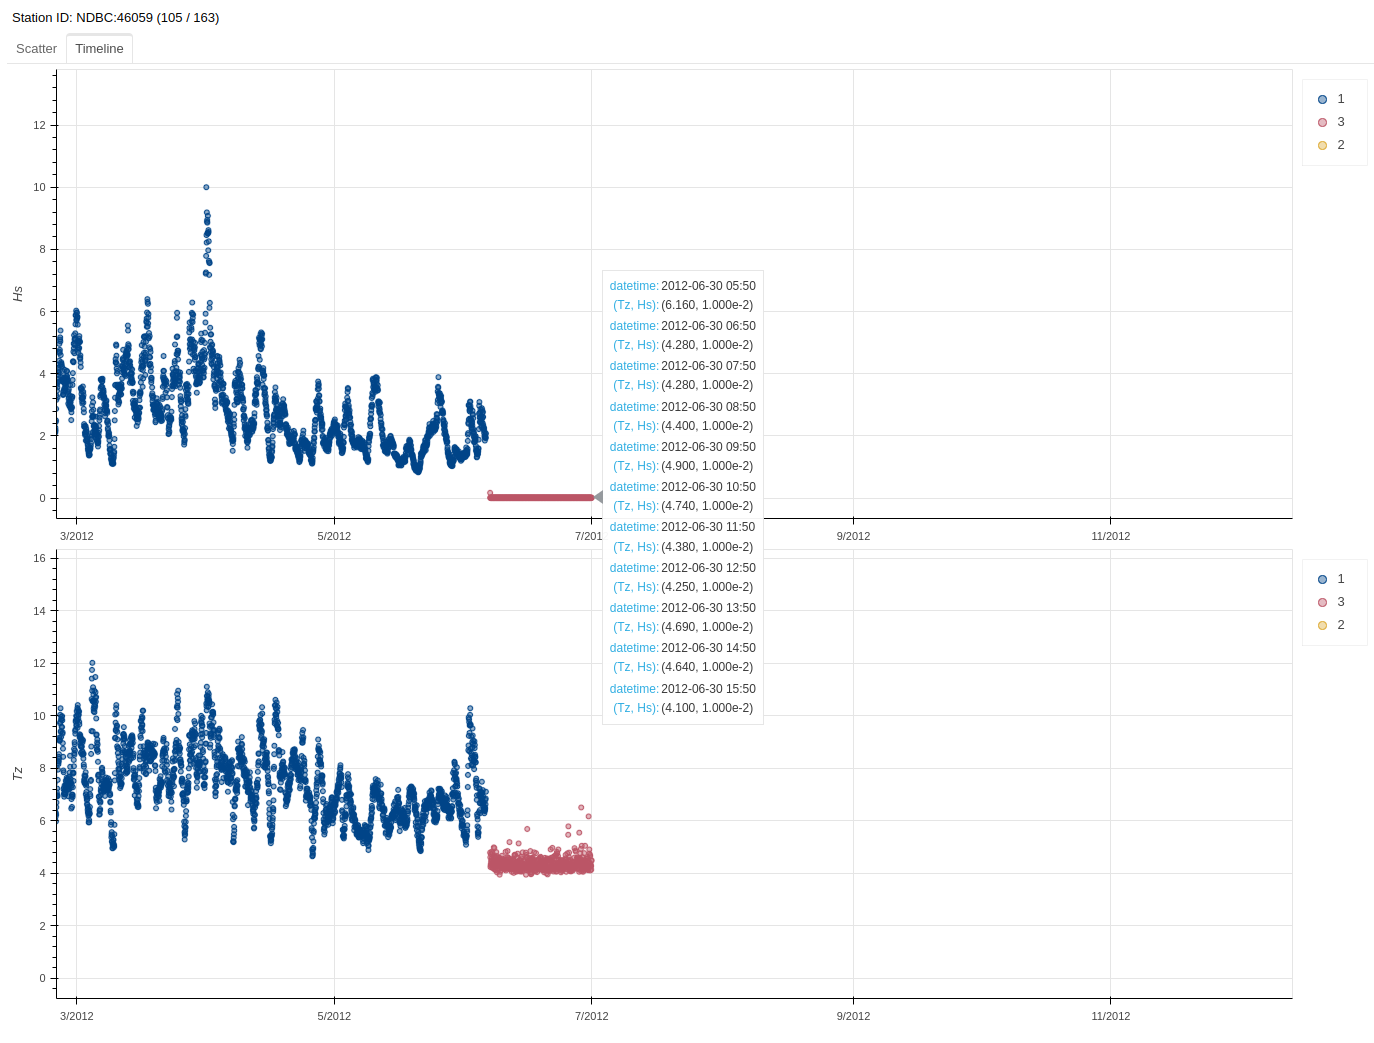 Station ID: NDBC:46059 (105 / 163)
Scatter Timeline
12
10
8
6
4
2
0
Hs
3/2012 5/2012 7/201 9/2012 11/2012
1
3
2
datetime: 2012-06-30 05:50
(Tz, Hs): (6.160, 1.000e-2)
datetime: 2012-06-30 06:50
(Tz, Hs): (4.280, 1.000e-2)
datetime: 2012-06-30 07:50
(Tz, Hs): (4.280, 1.000e-2)
datetime: 2012-06-30 08:50
(Tz, Hs): (4.400, 1.000e-2)
datetime: 2012-06-30 09:50
(Tz, Hs): (4.900, 1.000e-2)
datetime: 2012-06-30 10:50
(Tz, Hs): (4.740, 1.000e-2)
datetime: 2012-06-30 11:50
(Tz, Hs): (4.380, 1.000e-2)
datetime: 2012-06-30 12:50
(Tz, Hs): (4.250, 1.000e-2)
datetime: 2012-06-30 13:50
(Tz, Hs): (4.690, 1.000e-2)
datetime: 2012-06-30 14:50
(Tz, Hs): (4.640, 1.000e-2)
datetime: 2012-06-30 15:50
(Tz, Hs): (4.100, 1.000e-2)
16
14
12
10
8
6
4
2
0
Tz
3/2012 5/2012 7/2012 9/2012 11/2012
1
3
2